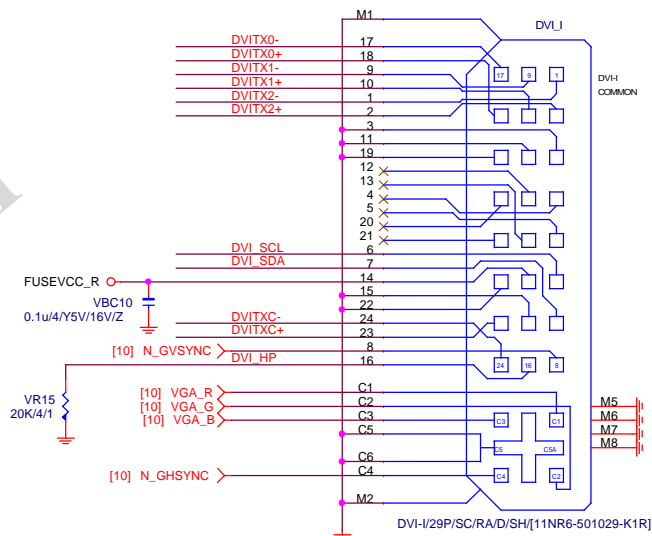 M1
DVI_I
DVITX0- 17
DVITX0+ 18
DVITX1- 9
DVITX1+ 10
DVITX2- 1
DVITX2+ 2
17 9 1
DVI-I
COMMON
3
11
19
12
13
4
5
20
21
DVI_SCL 6
DVI_SDA 7
FUSEVCC_R 14
15
VBC10
0.1u/4/Y5V/16V/Z
22
DVITXC- 24
DVITXC+ 23
[10] N_GVSYNC 8
DVI_HP 16
24 16 8
VR15
20K/4/1
[10] VGA_R C1
[10] VGA_G C2
[10] VGA_B C3
C5
C6
[10] N_GHSYNC C4
M2
C3 C1
C5 C5A
C4 C2
M5
M6
M7
M8
DVI-I/29P/SC/RA/D/SH/[11NR6-501029-K1R]